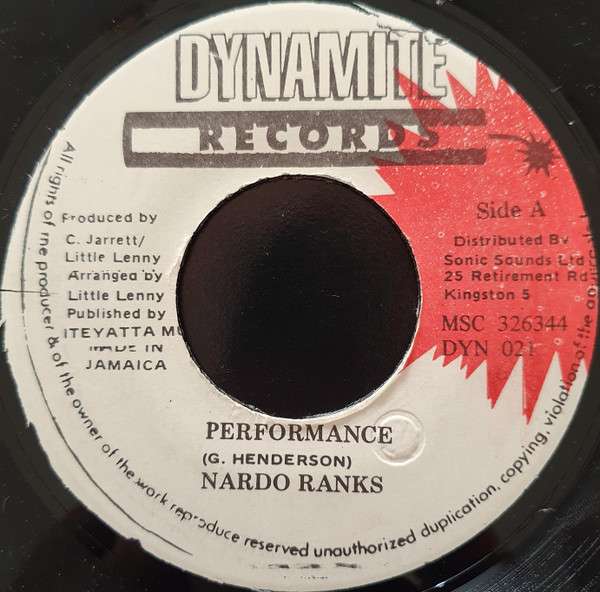 DYNAMITE
RECORDS
Produced by
C. Jarrett/
Little Lenny
Arranged by
Little Lenny
Published by
ITEYATTA MU
MADE IN
JAMAICA
Side A
Distributed By
Sonic Sounds Ltd
25 Retirement Rd
Kingston 5
MSC 326344
DYN 021
PERFORMANCE
(G. HENDERSON)
NARDO RANKS
All rights of the producer & of the owner of the work reproduce reserved unauthorized duplication, copying, violation of the